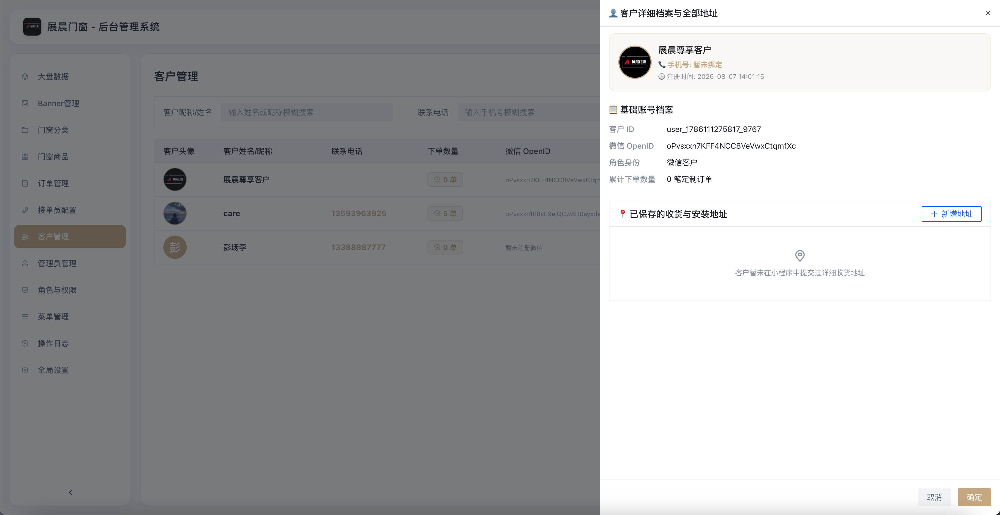 展晨门窗 - 后台管理系统
大盘数据
Banner管理
门窗分类
门窗商品
订单管理
接单员配置
客户管理
管理员管理
角色与权限
菜单管理
操作日志
全局设置
客户管理
客户昵称/姓名 输入姓名或昵称模糊搜索 联系电话 输入手机号模糊搜索
客户头像 客户姓名/昵称 联系电话 下单数量 微信 OpenID
展晨门业 展晨尊享客户 0 单 oPvsxxn7KFF4NCC8VeVwxCtqm
care 13593963925 5 单 oPvsxxn1tl8vE9ejQCw8H0ayxde
彭 彭场李 13388887777 0 单 暂未注册微信
客户详细档案与全部地址
展晨门业
展晨尊享客户
手机号: 暂未绑定
注册时间: 2026-08-07 14:01:15
基础账号档案
客户 ID user_1786111275817_9767
微信 OpenID oPvsxxn7KFF4NCC8VeVwxCtqmfXc
角色身份 微信客户
累计下单数量 0 笔定制订单
已保存的收货与安装地址 新增地址
客户暂未在小程序中提交过详细收货地址
取消 确定